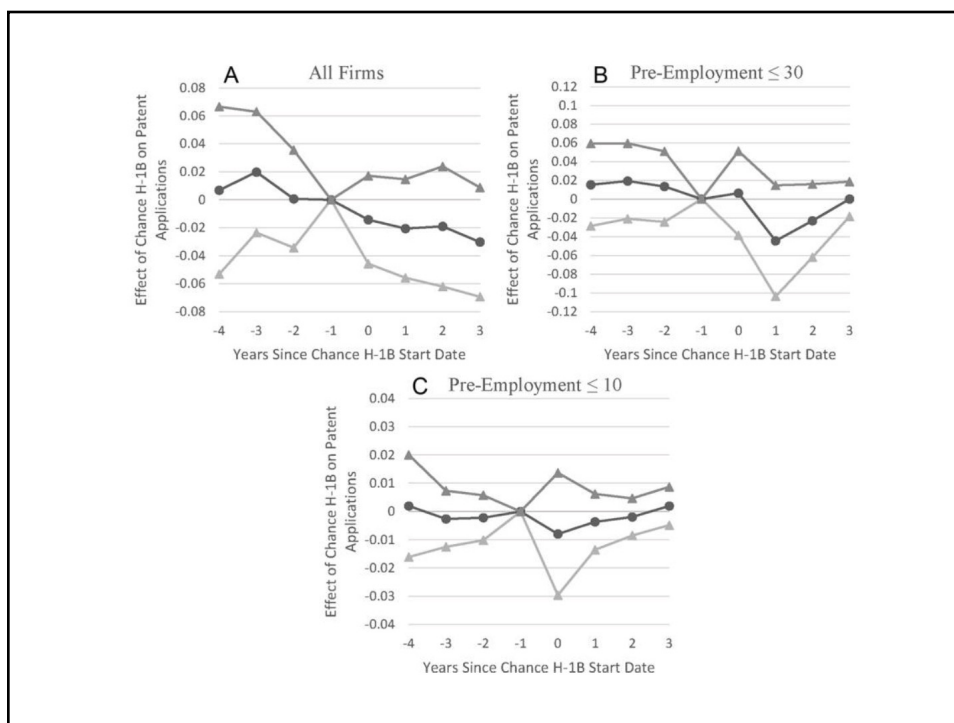 A All Firms
Effect of Chance H-1B on Patent
Applications
0.08
0.06
0.04
0.02
0
-0.02
-0.04
-0.06
-0.08
-4 -3 -2 -1 0 1 2 3
Years Since Chance H-1B Start Date
B Pre-Employment ≤ 30
Effect of Chance H-1B on Patent
Applications
0.12
0.1
0.08
0.06
0.04
0.02
0
-0.02
-0.04
-0.06
-0.08
-0.1
-0.12
-4 -3 -2 -1 0 1 2 3
Years Since Chance H-1B Start Date
C Pre-Employment ≤ 10
Effect of Chance H-1B on Patent
Applications
0.04
0.03
0.02
0.01
0
-0.01
-0.02
-0.03
-0.04
-4 -3 -2 -1 0 1 2 3
Years Since Chance H-1B Start Date